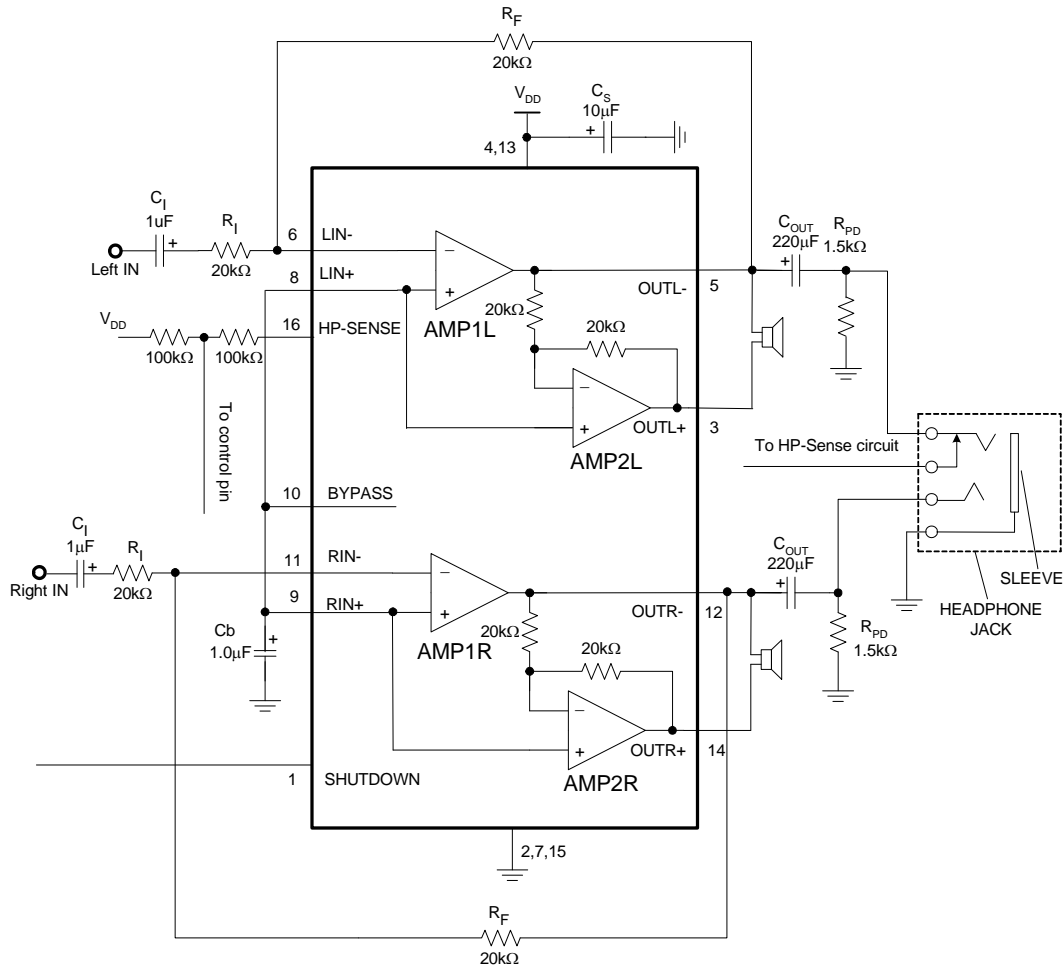 R_F
20kΩ
V_DD
C_S
10µF
+
4,13
C_I
1uF
+
R_I
20kΩ
Left IN
6
LIN-
8
LIN+
16
HP-SENSE
V_DD
100kΩ
100kΩ
To control pin
−
+
AMP1L
20kΩ
20kΩ
−
+
AMP2L
OUTL-
5
OUTL+
3
C_OUT
220µF
+
R_PD
1.5kΩ
To HP-Sense circuit
SLEEVE
HEADPHONE
JACK
10
BYPASS
C_I
1µF
+
R_I
20kΩ
Right IN
11
RIN-
9
RIN+
Cb
1.0µF
+
−
+
AMP1R
20kΩ
20kΩ
−
+
AMP2R
OUTR-
12
OUTR+
14
C_OUT
220µF
+
R_PD
1.5kΩ
1
SHUTDOWN
2,7,15
R_F
20kΩ